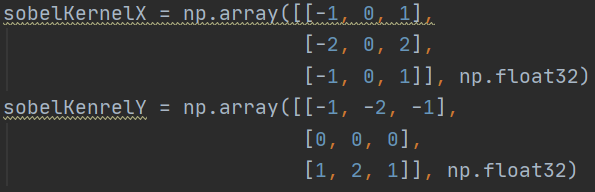 sobelKernelX = np.array([[-1, 0, 1],
[-2, 0, 2],
[-1, 0, 1]], np.float32)
sobelKenrelY = np.array([[-1, -2, -1],
[0, 0, 0],
[1, 2, 1]], np.float32)